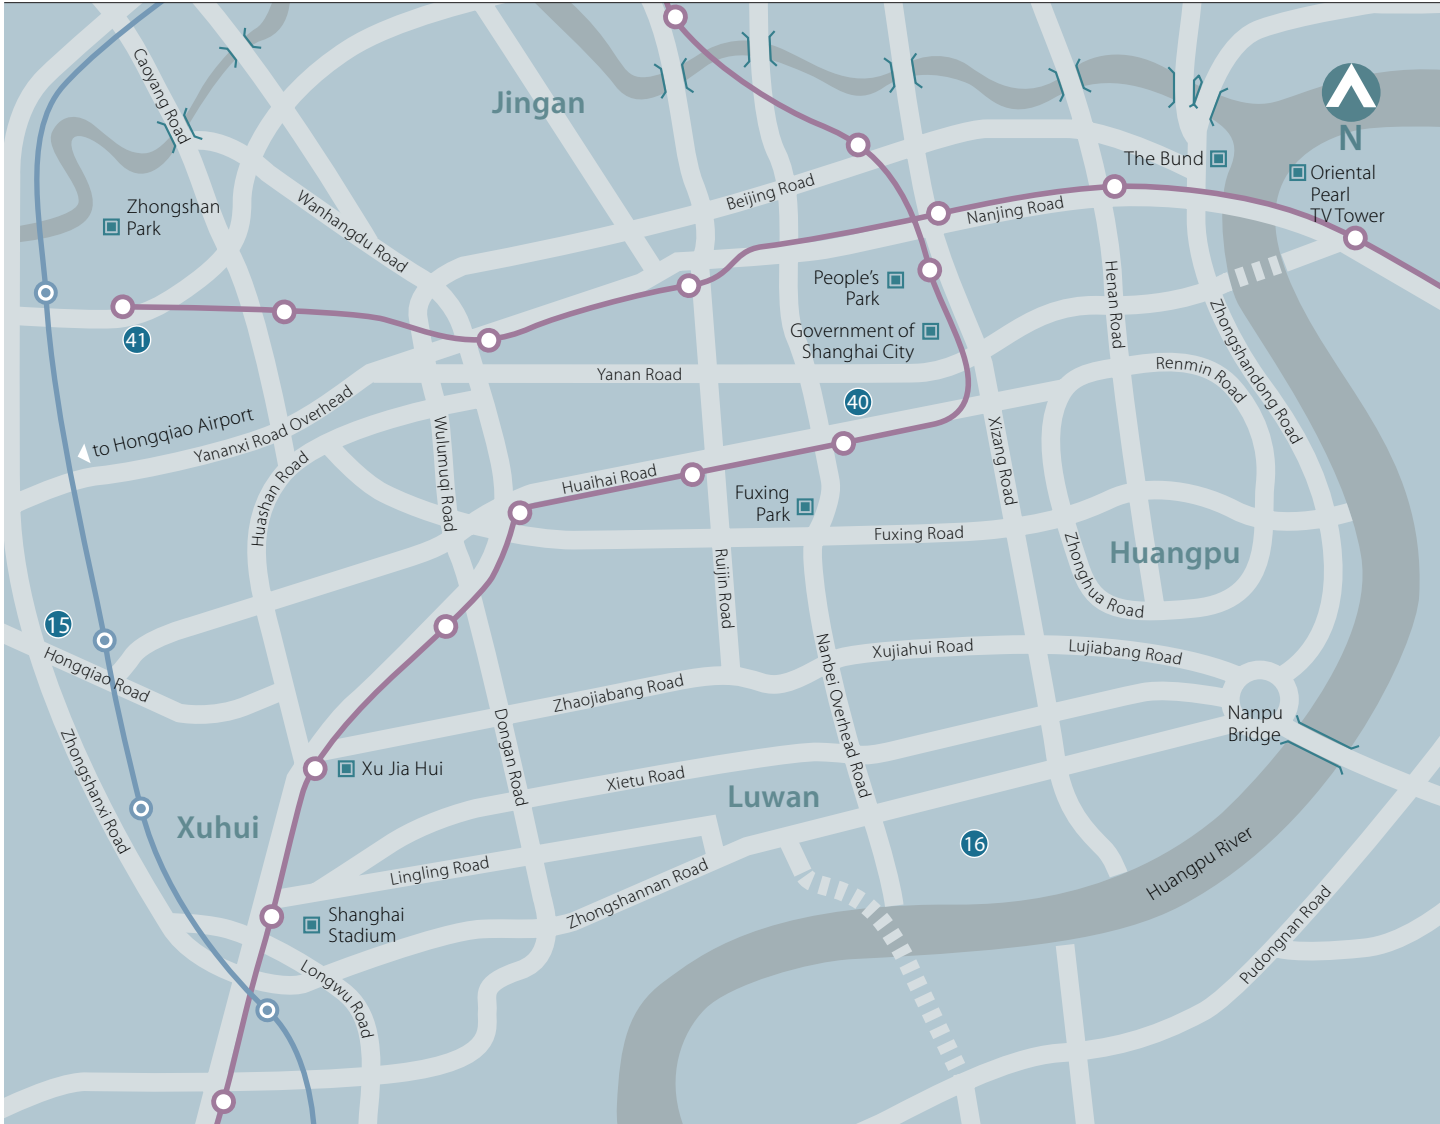 Caoyang Road
Jingan
N
The Bund
Oriental
Pearl
TV Tower
Zhongshan
Park
Wanhangdu Road
Beijing Road
Nanjing Road
People's
Park
Henan Road
Zhongshandong Road
41
Government of
Shanghai City
Renmin Road
Yanan Road
40
to Hongqiao Airport
Yananxi Road Overhead
Wulumuqi Road
Xizang Road
Huashan Road
Huaihai Road
Fuxing
Park
Fuxing Road
Huangpu
Zhonghua Road
Ruijin Road
15
Hongqiao Road
Nanbei Overhead Road
Xujiahui Road
Lujiabang Road
Zhaojiabang Road
Nanpu
Bridge
Dongan Road
Zhongshanxi Road
Xu Jia Hui
Xietu Road
Luwan
Xuhui
16
Lingling Road
Huangpu River
Zhongshannan Road
Shanghai
Stadium
Pudongnan Road
Longwu Road